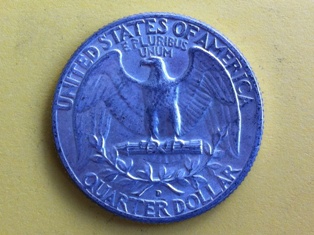 UNITED STATES OF AMERICA
E PLURIBUS
UNUM
D
QUARTER DOLLAR